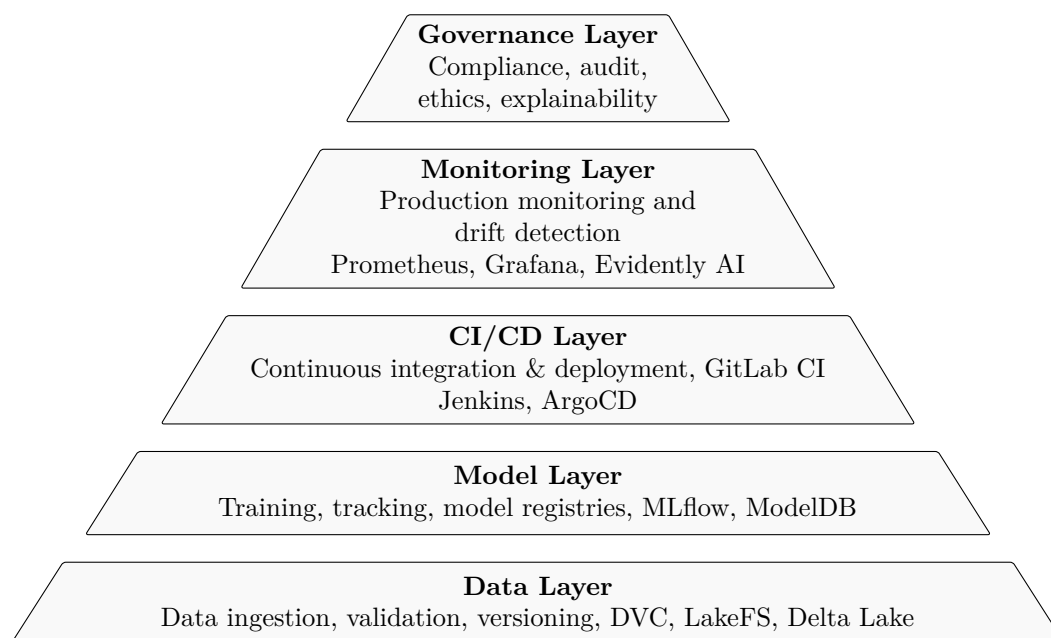 Governance Layer
Compliance, audit,
ethics, explainability
Monitoring Layer
Production monitoring and
drift detection
Prometheus, Grafana, Evidently AI
CI/CD Layer
Continuous integration & deployment, GitLab CI
Jenkins, ArgoCD
Model Layer
Training, tracking, model registries, MLflow, ModelDB
Data Layer
Data ingestion, validation, versioning, DVC, LakeFS, Delta Lake